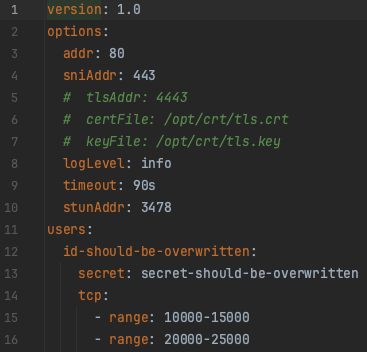 1 version: 1.0
2 options:
3   addr: 80
4   sniAddr: 443
5   #  tlsAddr: 4443
6   #  certFile: /opt/crt/tls.crt
7   #  keyFile: /opt/crt/tls.key
8   logLevel: info
9   timeout: 90s
10   stunAddr: 3478
11 users:
12   id-should-be-overwritten:
13     secret: secret-should-be-overwritten
14     tcp:
15       - range: 10000-15000
16       - range: 20000-25000